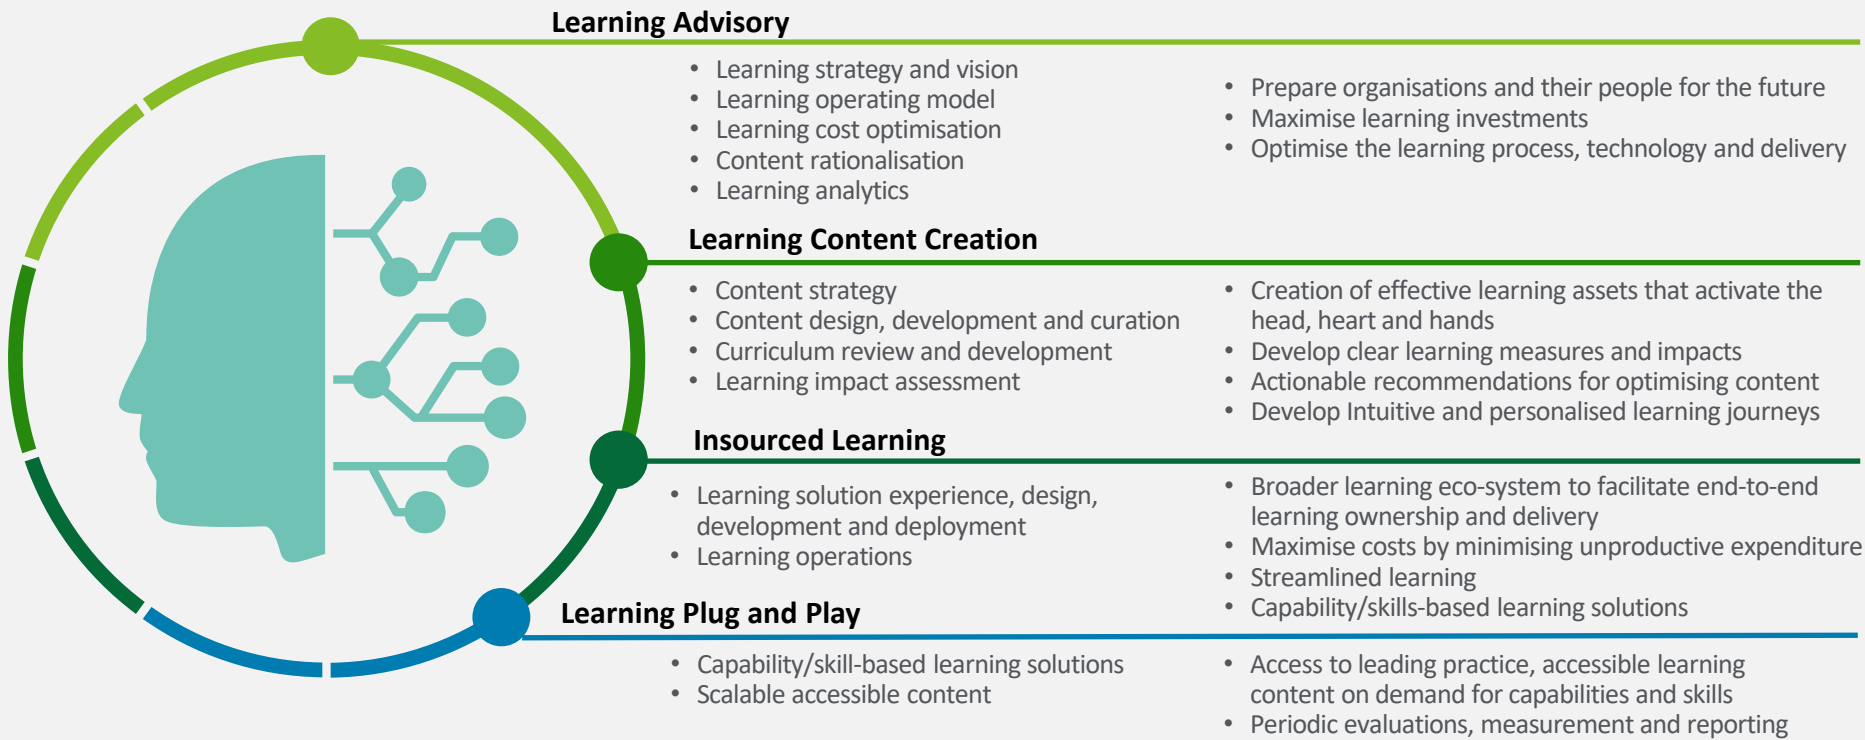 Learning Advisory
• Learning strategy and vision
• Learning operating model
• Learning cost optimisation
• Content rationalisation
• Learning analytics
• Prepare organisations and their people for the future
• Maximise learning investments
• Optimise the learning process, technology and delivery
Learning Content Creation
• Content strategy
• Content design, development and curation
• Curriculum review and development
• Learning impact assessment
• Creation of effective learning assets that activate the
head, heart and hands
• Develop clear learning measures and impacts
• Actionable recommendations for optimising content
• Develop Intuitive and personalised learning journeys
Insourced Learning
• Learning solution experience, design,
development and deployment
• Learning operations
• Broader learning eco-system to facilitate end-to-end
learning ownership and delivery
• Maximise costs by minimising unproductive expenditure
• Streamlined learning
• Capability/skills-based learning solutions
Learning Plug and Play
• Capability/skill-based learning solutions
• Scalable accessible content
• Access to leading practice, accessible learning
content on demand for capabilities and skills
• Periodic evaluations, measurement and reporting